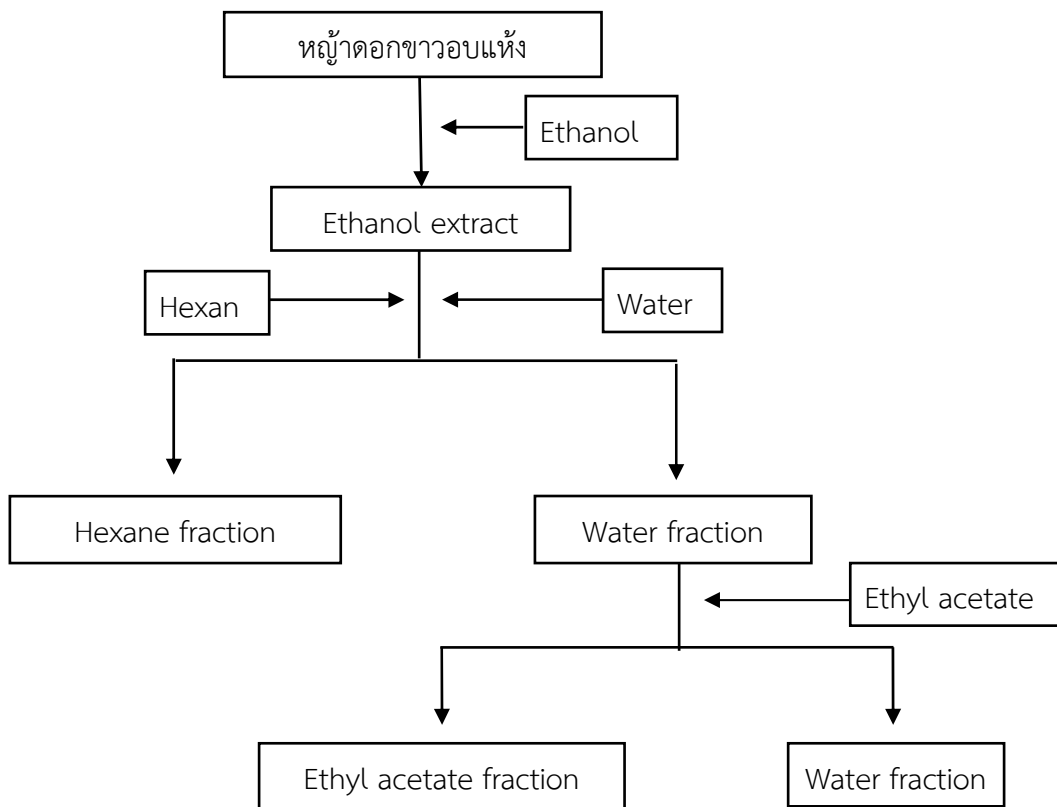 หญ้าดอกขาวอบแห้ง
Ethanol
Ethanol extract
Hexan
Water
Hexane fraction
Water fraction
Ethyl acetate
Ethyl acetate fraction
Water fraction